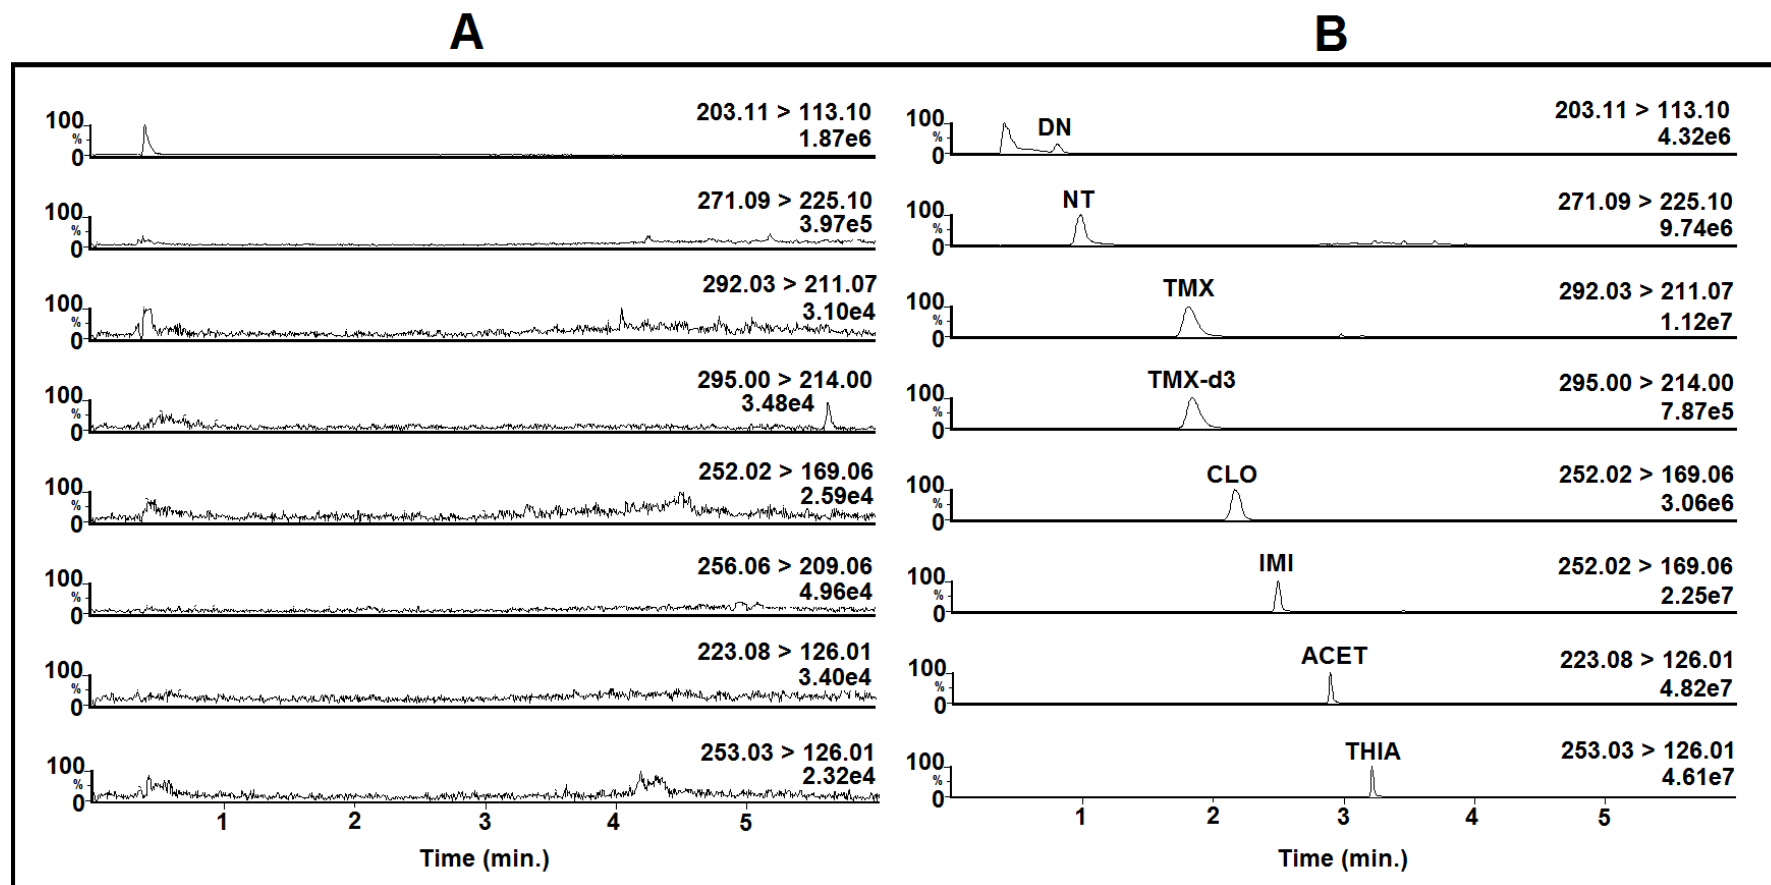 A
B
100
%
0
203.11 > 113.10
1.87e6
100
%
0
271.09 > 225.10
3.97e5
100
%
0
292.03 > 211.07
3.10e4
100
%
0
295.00 > 214.00
3.48e4
100
%
0
252.02 > 169.06
2.59e4
100
%
0
256.06 > 209.06
4.96e4
100
%
0
223.08 > 126.01
3.40e4
100
%
0
253.03 > 126.01
2.32e4
1 2 3 4 5
Time (min.)
100
%
0
DN
203.11 > 113.10
4.32e6
100
%
0
NT
271.09 > 225.10
9.74e6
100
%
0
TMX
292.03 > 211.07
1.12e7
100
%
0
TMX-d3
295.00 > 214.00
7.87e5
100
%
0
CLO
252.02 > 169.06
3.06e6
100
%
0
IMI
252.02 > 169.06
2.25e7
100
%
0
ACET
223.08 > 126.01
4.82e7
100
%
0
THIA
253.03 > 126.01
4.61e7
1 2 3 4 5
Time (min.)